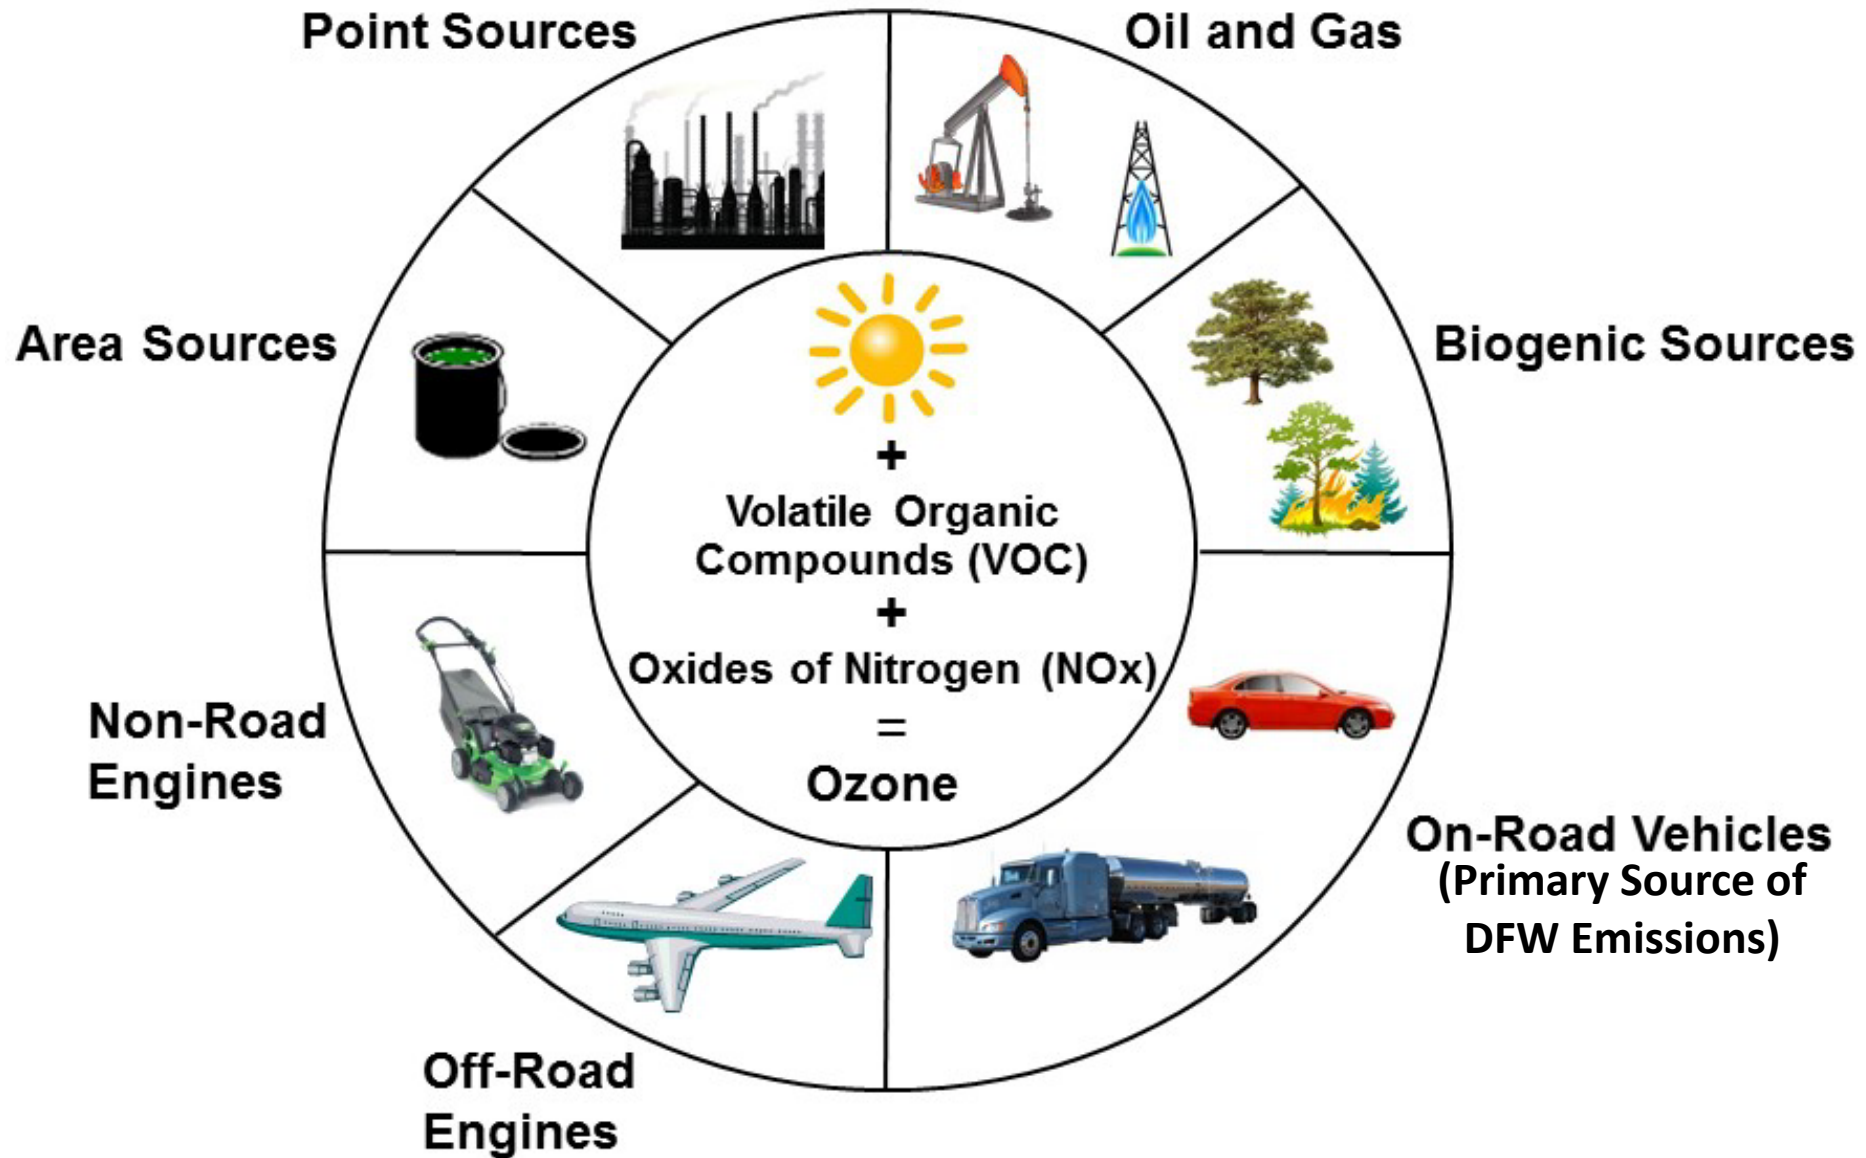 Point Sources
Oil and Gas
Area Sources
Biogenic Sources
+
Volatile Organic
Compounds (VOC)
+
Oxides of Nitrogen (NOx)
=
Ozone
Non-Road
Engines
On-Road Vehicles
(Primary Source of
DFW Emissions)
Off-Road
Engines